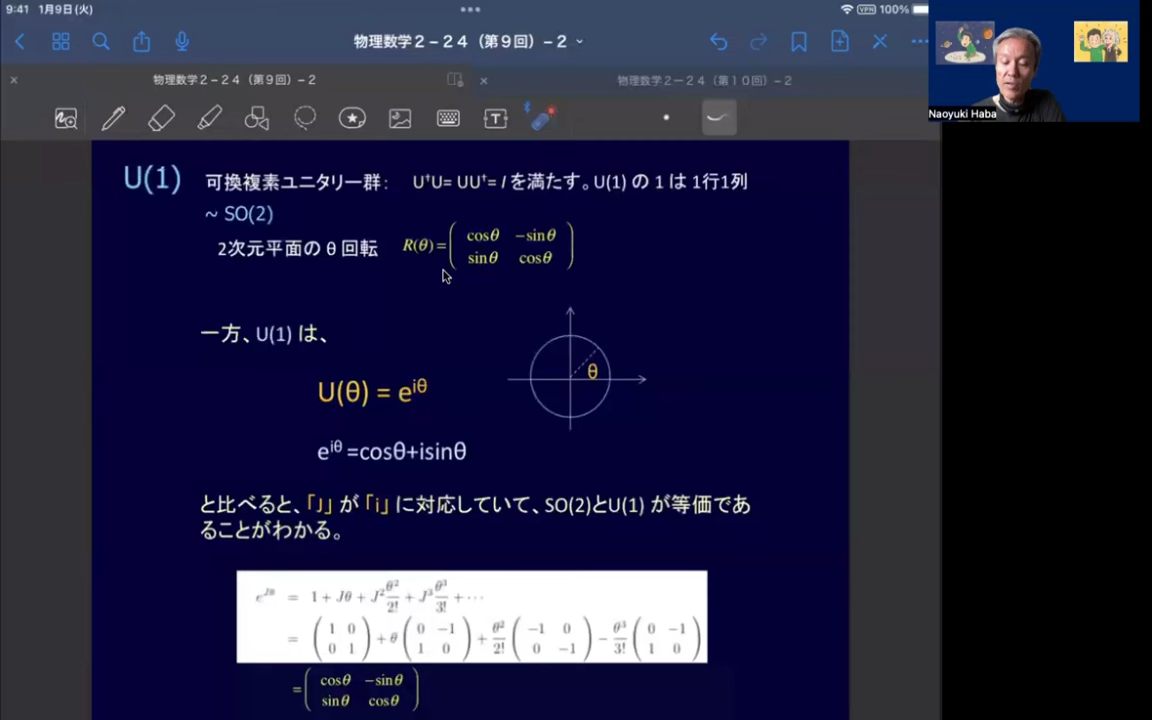 9:41 1月9日(火)
VPN 100%
物理数学2-24（第9回）-2
物理数学2-24（第9回）-2
物理数学2-24（第10回）-2
T
Naoyuki Haba
U(1) 可換複素ユニタリー群： U†U= UU†= I を満たす。U(1) の 1 は 1行1列
~ SO(2)
2次元平面の θ 回転 R(θ)=( cosθ −sinθ
sinθ cosθ )
一方、U(1) は、
U(θ) = e^{iθ}
θ
e^{iθ} =cosθ+isinθ
と比べると、「J」が「i」に対応していて、SO(2)とU(1) が等価であ
ることがわかる。
e^{Jθ} = 1 + Jθ + J² θ²/2! + J³ θ³/3! + ···
= ( 1 0 ; 0 1 ) + θ ( 0 −1 ; 1 0 ) + θ²/2! ( −1 0 ; 0 −1 ) − θ³/3! ( 0 −1 ; 1 0 )
= ( cosθ −sinθ
sinθ cosθ )